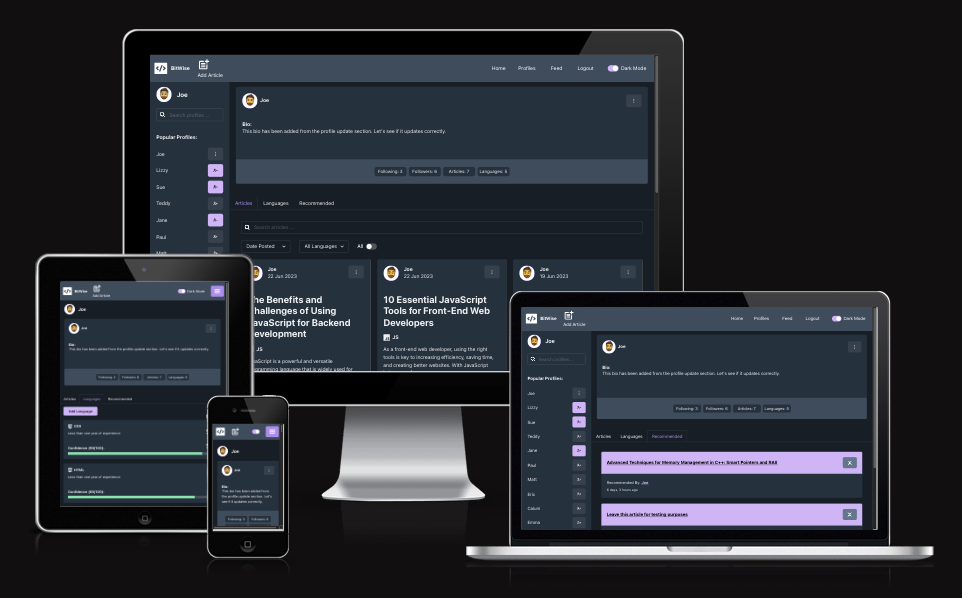 BitWise
Add Article
Home Profiles Feed Logout Dark Mode
Joe
Search profiles...
Popular Profiles:
Joe
Lizzy
Sue
Teddy
Jane
Paul
Matt
Joe
Bio:
This bio has been added from the profile update section. Let's see if it updates correctly.
Following: 3 Followers: 6 Articles: 7 Languages: 6
Articles Languages Recommended
Search articles ...
Date Posted All Languages All
Joe
22 Jun 2023
The Benefits and
Challenges of Using
JavaScript for Backend
Development
JS
JavaScript is a powerful and versatile
programming language that is widely used for
Joe
22 Jun 2023
10 Essential JavaScript
Tools for Front-End Web
Developers
JS
As a front-end web developer, using the right
tools is key to increasing efficiency, saving time,
and creating better websites. With JavaScript
Joe
19 Jun 2023
BitWise
Add Article
Dark Mode
Joe
Joe
Bio:
This bio has been added from the profile update section. Let's see if it updates correctly.
Following: 3 Followers: 6 Articles: 7 Languages: 6
Articles Languages Recommended
Add Language
CSS
Less than one year of experience
Confidence (90/100):
HTML
Less than one year of experience
Confidence (90/100):
Joe
Joe
Bio:
This bio has been added from
the profile update section. Let's
see if it updates correctly.
Following: 3 Followers: 6
BitWise
Add Article
Home Profiles Feed Logout Dark Mode
Joe
Search profiles...
Popular Profiles:
Joe
Lizzy
Sue
Teddy
Jane
Paul
Matt
Eric
Calum
Emma
Joe
Bio:
This bio has been added from the profile update section. Let's see if it updates correctly.
Following: 3 Followers: 6 Articles: 7 Languages: 6
Articles Languages Recommended
Advanced Techniques for Memory Management in C++: Smart Pointers and RAII
X
Recommended By: Joe
6 days, 3 hours ago
Leave this article for testing purposes
X